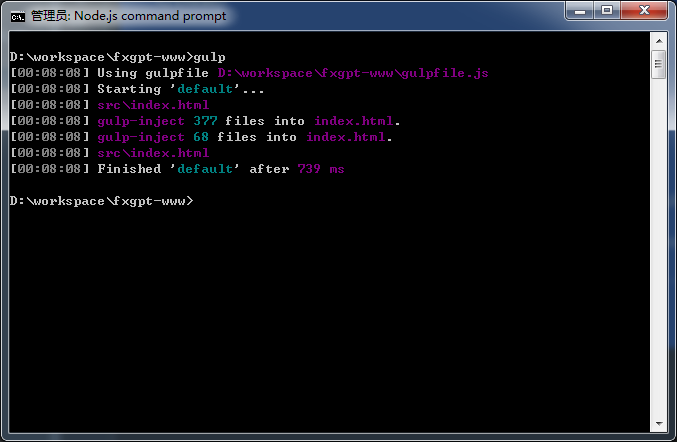 管理员: Node.js command prompt
D:\workspace\fxgpt-www>gulp
[00:08:08] Using gulpfile D:\workspace\fxgpt-www\gulpfile.js
[00:08:08] Starting 'default'...
[00:08:08] src\index.html
[00:08:08] gulp-inject 377 files into index.html.
[00:08:08] gulp-inject 68 files into index.html.
[00:08:08] src\index.html
[00:08:08] Finished 'default' after 739 ms
D:\workspace\fxgpt-www>